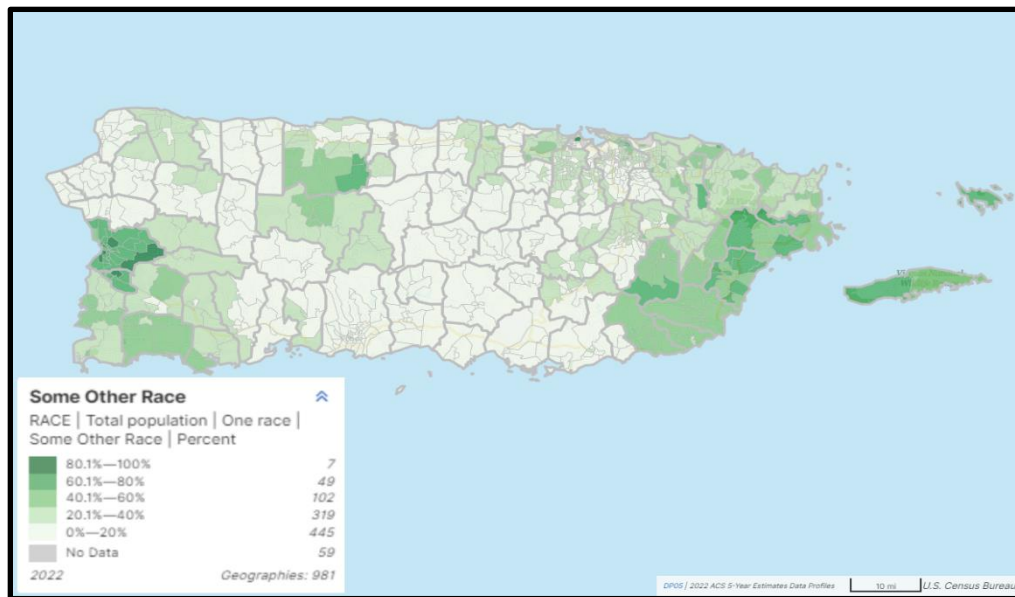 Some Other Race
RACE | Total population | One race |
Some Other Race | Percent
80.1%—100% 7
60.1%—80% 49
40.1%—60% 102
20.1%—40% 319
0%—20% 445
No Data 59
2022 Geographies: 981
DP05 | 2022 ACS 5-Year Estimates Data Profiles 10 mi U.S. Census Bureau